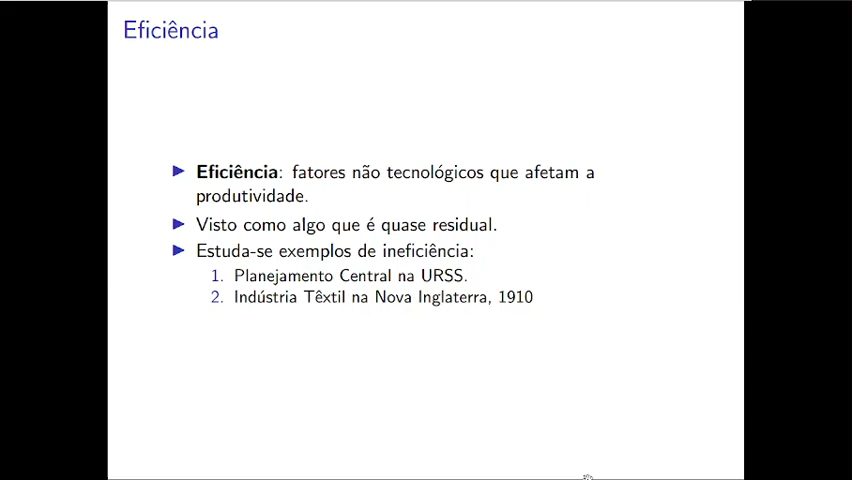 Eficiência
Eficiência: fatores não tecnológicos que afetam a
produtividade.
Visto como algo que é quase residual.
Estuda-se exemplos de ineficiência:
1. Planejamento Central na URSS.
2. Indústria Têxtil na Nova Inglaterra, 1910